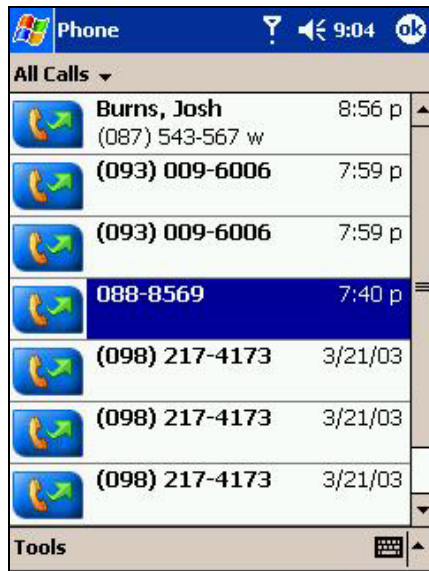 Phone 9:04 ok
All Calls
Burns, Josh 8:56 p
(087) 543-567 w
(093) 009-6006 7:59 p
(093) 009-6006 7:59 p
088-8569 7:40 p
(098) 217-4173 3/21/03
(098) 217-4173 3/21/03
(098) 217-4173 3/21/03
Tools